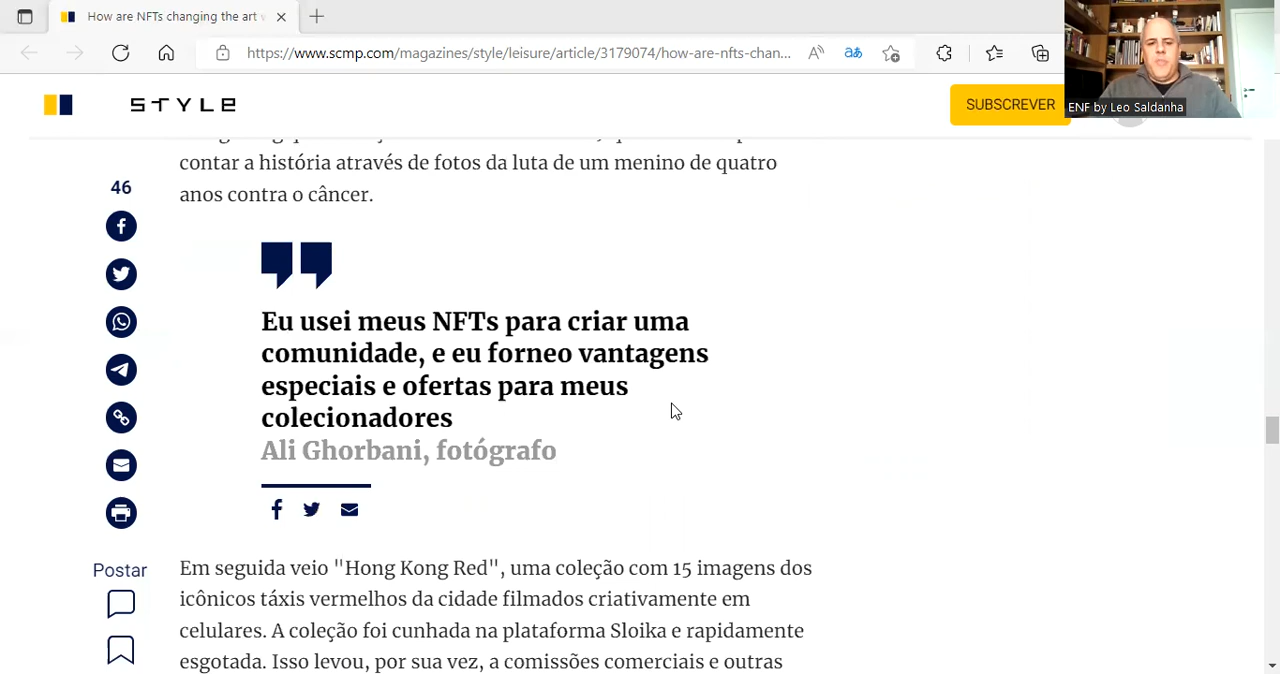 How are NFTs changing the art
https://www.scmp.com/magazines/style/leisure/article/3179074/how-are-nfts-chan...
STYLE
SUBSCREVER
ENF by Leo Saldanha
contar a história através de fotos da luta de um menino de quatro
anos contra o câncer.
46
Eu usei meus NFTs para criar uma
comunidade, e eu forneo vantagens
especiais e ofertas para meus
colecionadores
Ali Ghorbani, fotógrafo
Postar
Em seguida veio "Hong Kong Red", uma coleção com 15 imagens dos
icônicos táxis vermelhos da cidade filmados criativamente em
celulares. A coleção foi cunhada na plataforma Sloika e rapidamente
esgotada. Isso levou, por sua vez, a comissões comerciais e outras